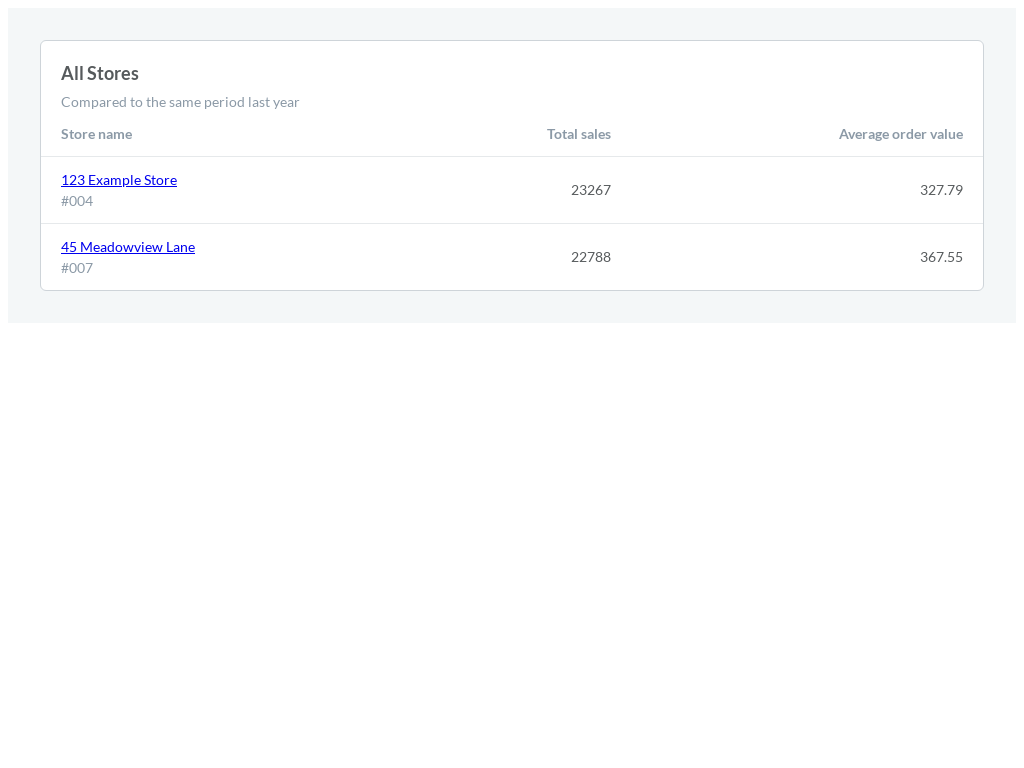 All Stores
Compared to the same period last year
Store name Total sales Average order value
123 Example Store
#004
23267 327.79
45 Meadowview Lane
#007
22788 367.55